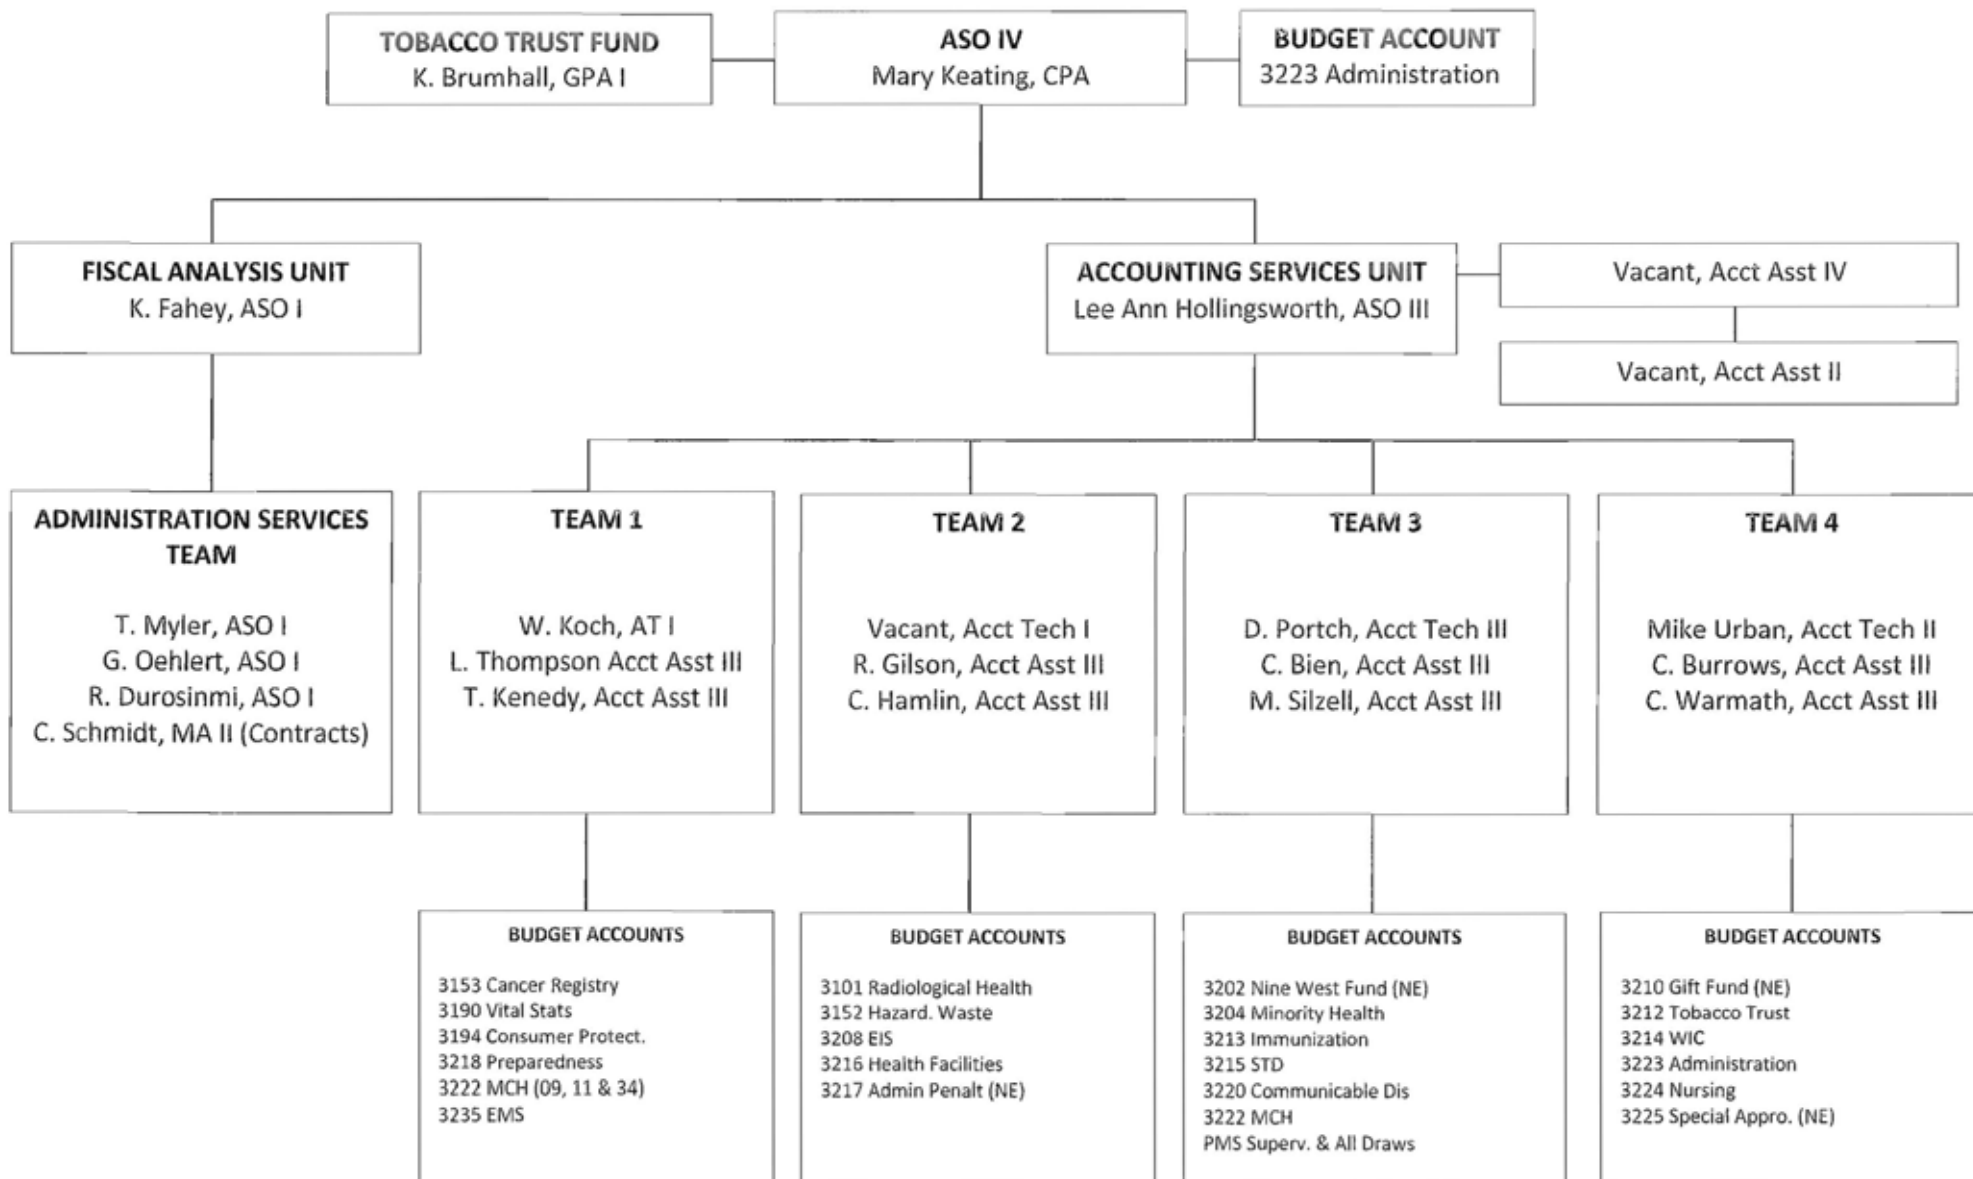 TOBACCO TRUST FUND
K. Brumhall, GPA I
ASO IV
Mary Keating, CPA
BUDGET ACCOUNT
3223 Administration
FISCAL ANALYSIS UNIT
K. Fahey, ASO I
ACCOUNTING SERVICES UNIT
Lee Ann Hollingsworth, ASO III
Vacant, Acct Asst IV
Vacant, Acct Asst II
ADMINISTRATION SERVICES
TEAM
T. Myler, ASO I
G. Oehlert, ASO I
R. Durosinmi, ASO I
C. Schmidt, MA II (Contracts)
TEAM 1
W. Koch, AT I
L. Thompson Acct Asst III
T. Kenedy, Acct Asst III
TEAM 2
Vacant, Acct Tech I
R. Gilson, Acct Asst III
C. Hamlin, Acct Asst III
TEAM 3
D. Portch, Acct Tech III
C. Bien, Acct Asst III
M. Silzell, Acct Asst III
TEAM 4
Mike Urban, Acct Tech II
C. Burrows, Acct Asst III
C. Warmath, Acct Asst III
BUDGET ACCOUNTS
3153 Cancer Registry
3190 Vital Stats
3194 Consumer Protect.
3218 Preparedness
3222 MCH (09, 11 & 34)
3235 EMS
BUDGET ACCOUNTS
3101 Radiological Health
3152 Hazard. Waste
3208 EIS
3216 Health Facilities
3217 Admin Penalt (NE)
BUDGET ACCOUNTS
3202 Nine West Fund (NE)
3204 Minority Health
3213 Immunization
3215 STD
3220 Communicable Dis
3222 MCH
PMS Superv. & All Draws
BUDGET ACCOUNTS
3210 Gift Fund (NE)
3212 Tobacco Trust
3214 WIC
3223 Administration
3224 Nursing
3225 Special Appro. (NE)